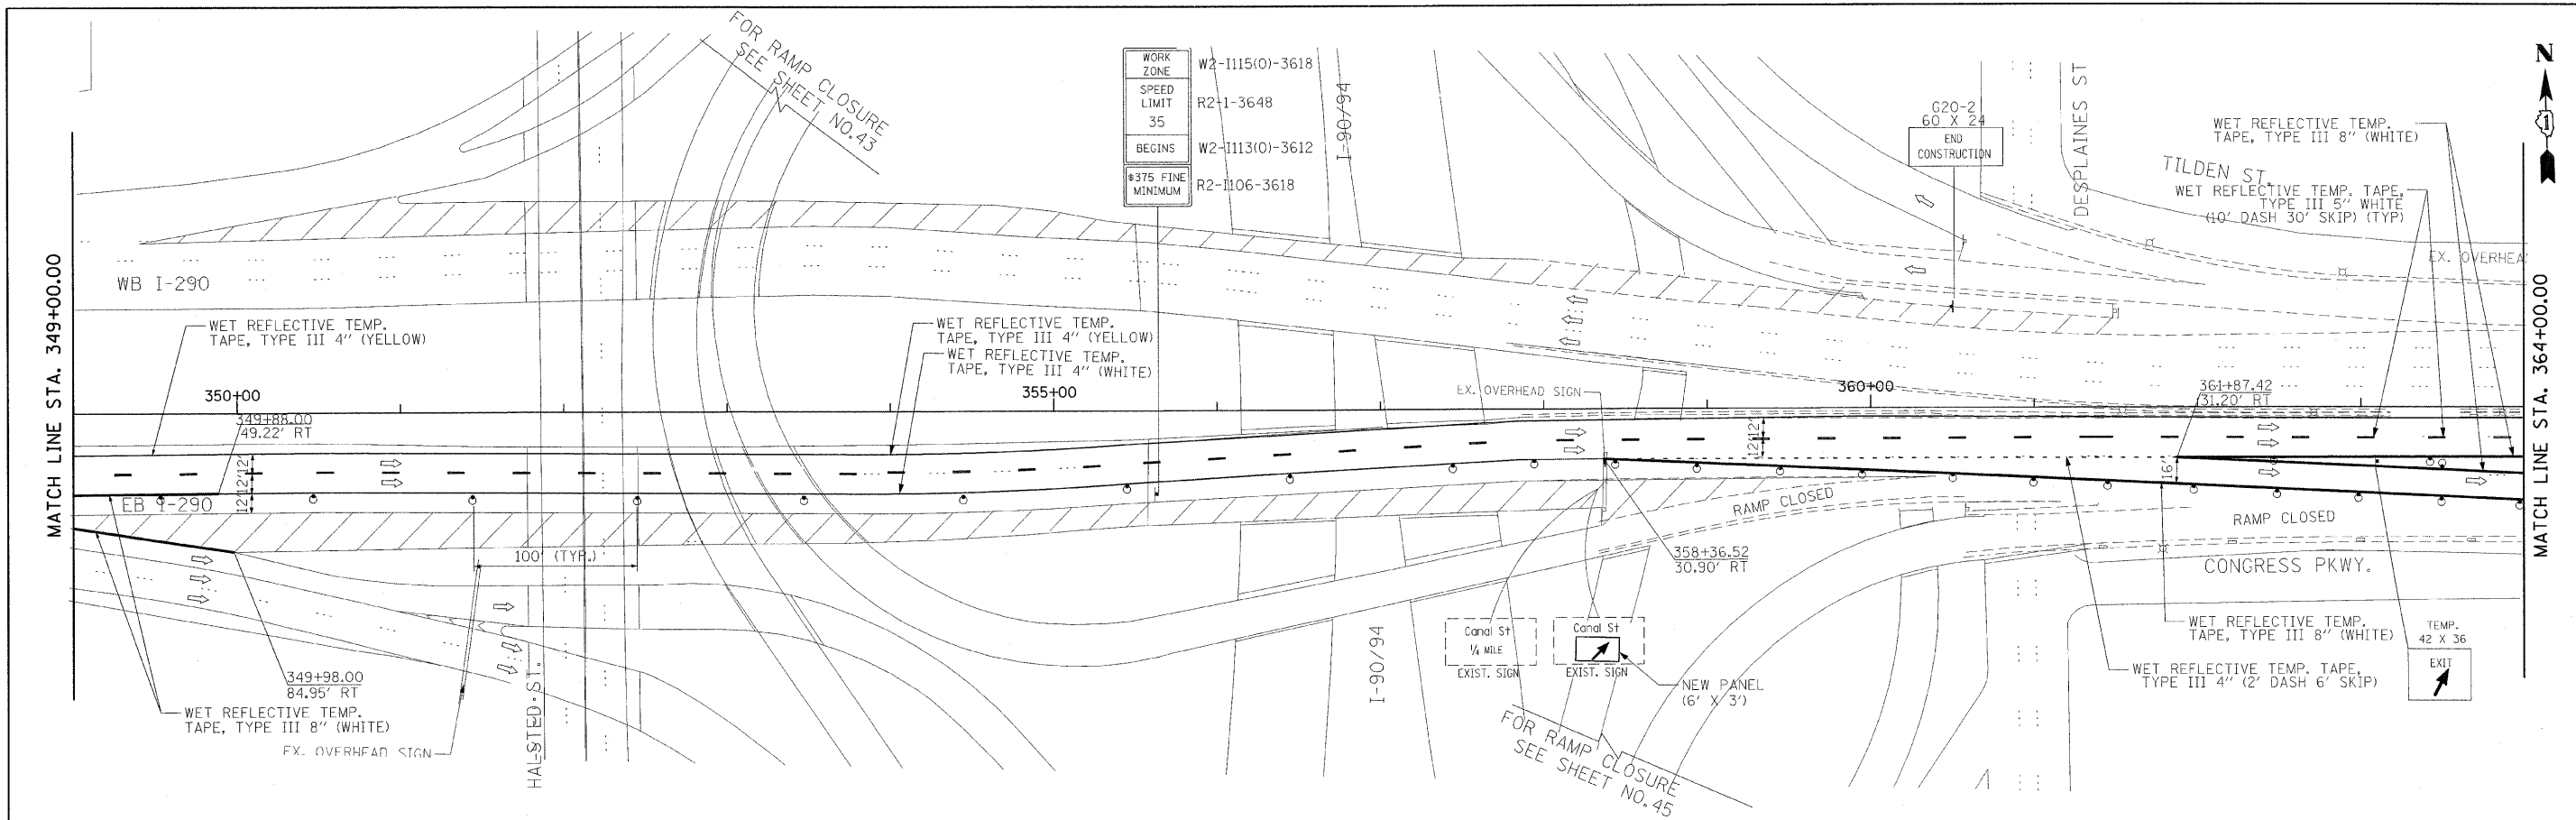 FOR RAMP CLOSURE
SEE SHEET NO.43
WORK
ZONE
W2-I115(O)-3618
SPEED
LIMIT
35
R2-1-3648
BEGINS
W2-I113(O)-3612
$375 FINE
MINIMUM
R2-I106-3618
I-90/94
G20-2
60 X 24
END
CONSTRUCTION
DESPLAINES ST
TILDEN ST.
WET REFLECTIVE TEMP.
TAPE, TYPE III 8" (WHITE)
WET REFLECTIVE TEMP. TAPE,
TYPE III 5" WHITE
(10' DASH 30' SKIP) (TYP)
EX. OVERHEA
N
MATCH LINE STA. 349+00.00
MATCH LINE STA. 364+00.00
WB I-290
WET REFLECTIVE TEMP.
TAPE, TYPE III 4" (YELLOW)
WET REFLECTIVE TEMP.
TAPE, TYPE III 4" (YELLOW)
WET REFLECTIVE TEMP.
TAPE, TYPE III 4" (WHITE)
350+00
355+00
360+00
EX. OVERHEAD SIGN
349+88.00
49.22' RT
361+87.42
31.20' RT
12'
12'
12'
12'
12'
16'
EB I-290
100' (TYP.)
RAMP CLOSED
RAMP CLOSED
358+36.52
30.90' RT
CONGRESS PKWY.
349+98.00
84.95' RT
WET REFLECTIVE TEMP.
TAPE, TYPE III 8" (WHITE)
EX. OVERHEAD SIGN
HALSTED ST.
I-90/94
Canal St
1/4 MILE
EXIST. SIGN
Canal St
EXIST. SIGN
NEW PANEL
(6' X 3')
WET REFLECTIVE TEMP.
TAPE, TYPE III 8" (WHITE)
WET REFLECTIVE TEMP. TAPE,
TYPE III 4" (2' DASH 6' SKIP)
TEMP.
42 X 36
EXIT
FOR RAMP CLOSURE
SEE SHEET NO.45